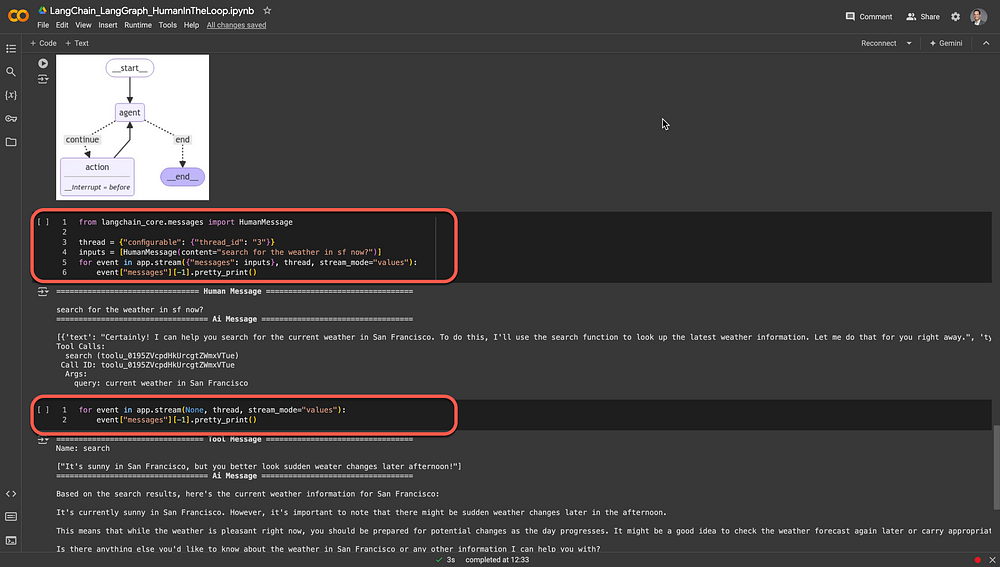 CO LangChain_LangGraph_HumanInTheLoop.ipynb
File Edit View Insert Runtime Tools Help All changes saved
Comment Share
+ Code + Text
Reconnect Gemini
__start__
agent
continue end
action
__interrupt = before
__end__
{x}
[ ] 1 from langchain_core.messages import HumanMessage
2
3 thread = {"configurable": {"thread_id": "3"}}
4 inputs = [HumanMessage(content="search for the weather in sf now?")]
5 for event in app.stream({"messages": inputs}, thread, stream_mode="values"):
6 event["messages"][-1].pretty_print()
================================ Human Message =================================
search for the weather in sf now?
================================== Ai Message ==================================
[{'text': "Certainly! I can help you search for the current weather in San Francisco. To do this, I'll use the search function to look up the latest weather information. Let me do that for you right away.", 'ty
Tool Calls:
search (toolu_0195ZVcpdHkUrcgtZWmxVTue)
Call ID: toolu_0195ZVcpdHkUrcgtZWmxVTue
Args:
query: current weather in San Francisco
[ ] 1 for event in app.stream(None, thread, stream_mode="values"):
2 event["messages"][-1].pretty_print()
================================= Tool Message =================================
Name: search
["It's sunny in San Francisco, but you better look sudden weater changes later afternoon!"]
================================== Ai Message ==================================
Based on the search results, here's the current weather information for San Francisco:
It's currently sunny in San Francisco. However, it's important to note that there might be sudden weather changes later in the afternoon.
This means that while the weather is pleasant right now, you should be prepared for potential changes as the day progresses. It might be a good idea to check the weather forecast again later or carry appropriat
Is there anything else you'd like to know about the weather in San Francisco or any other information I can help you with?
3s completed at 12:33